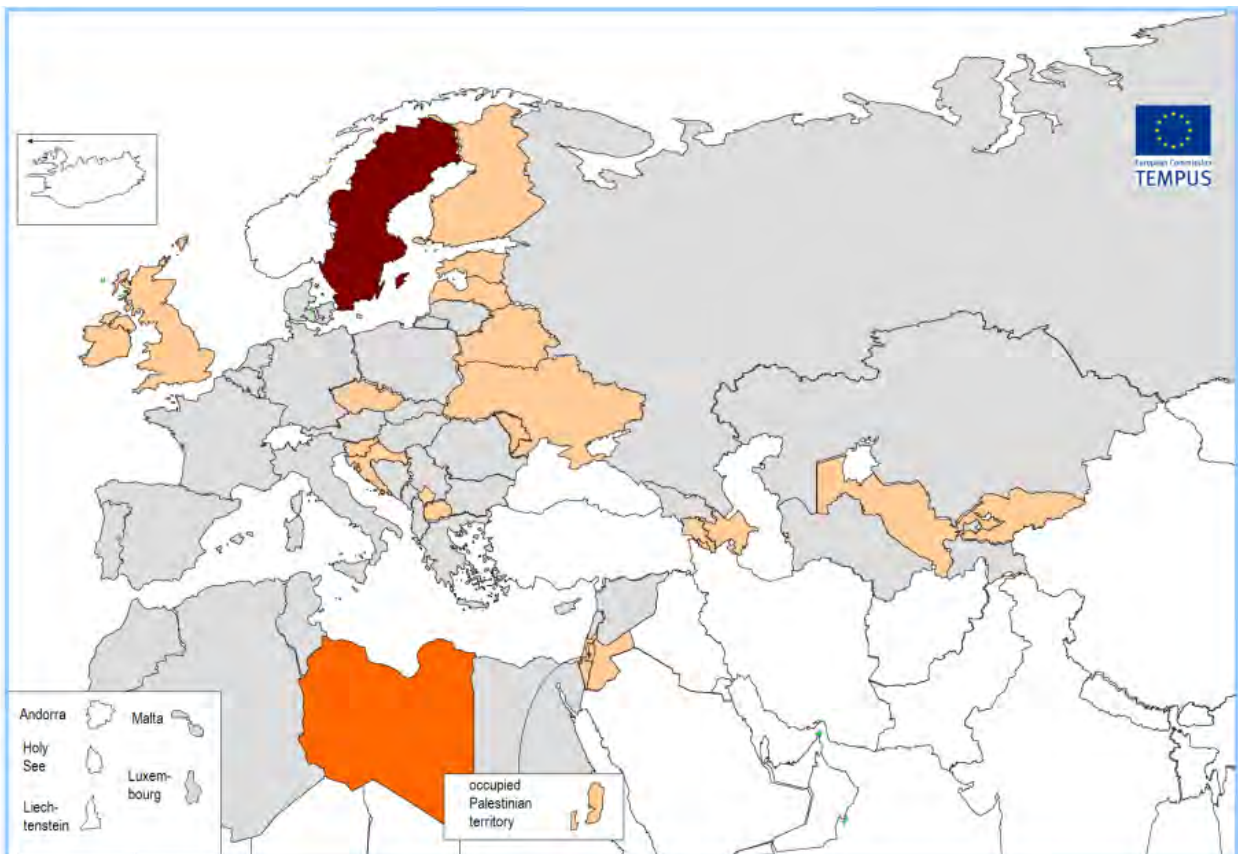 European Commission
TEMPUS
Andorra
Malta
Holy
See
Luxem-
bourg
Liech-
tenstein
occupied
Palestinian
territory